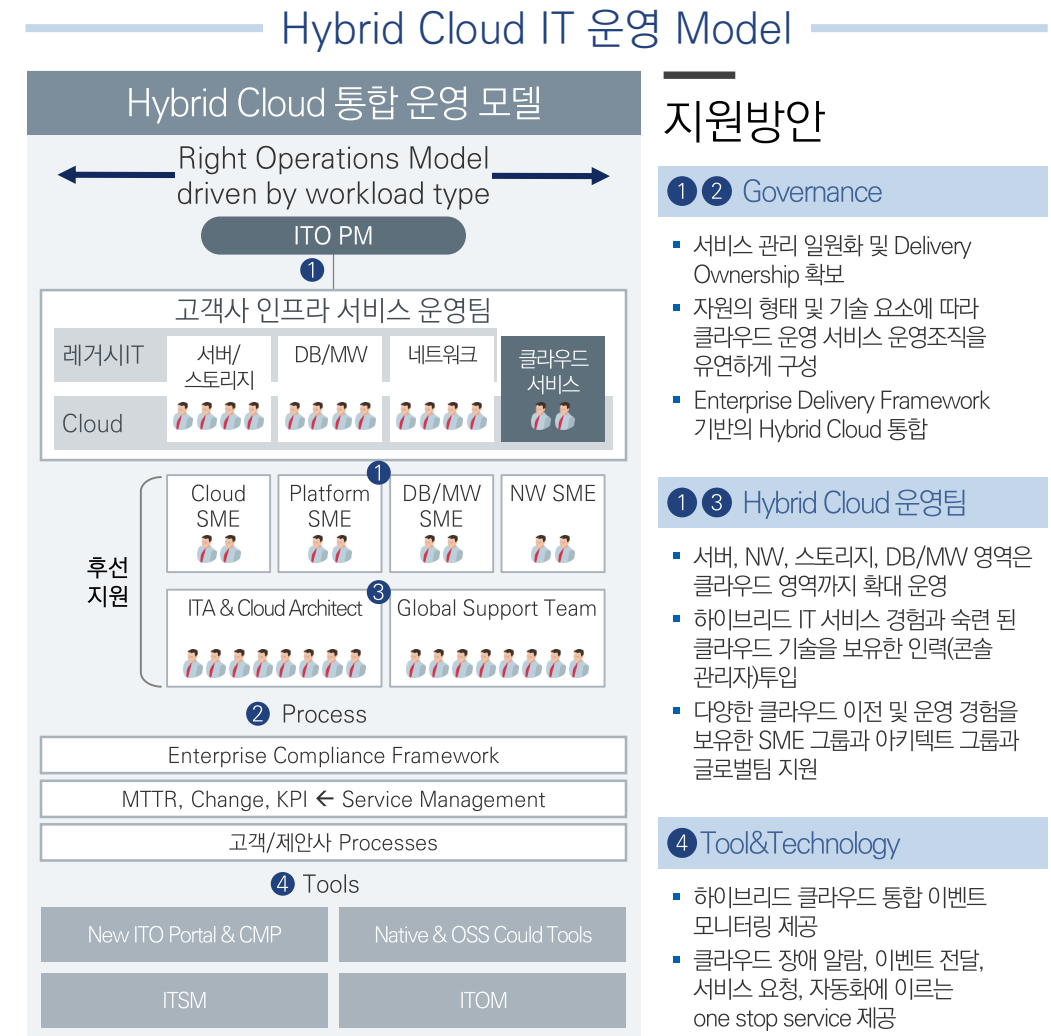 Hybrid Cloud IT 운영 Model
Hybrid Cloud 통합 운영 모델
Right Operations Model
driven by workload type
ITO PM
1
고객사 인프라 서비스 운영팀
레거시IT
서버/
스토리지
DB/MW
네트워크
클라우드
서비스
Cloud
1
Cloud
SME
Platform
SME
DB/MW
SME
NW SME
후선
지원
3
ITA & Cloud Architect
Global Support Team
2 Process
Enterprise Compliance Framework
MTTR, Change, KPI ← Service Management
고객/제안사 Processes
4 Tools
New ITO Portal & CMP
Native & OSS Could Tools
ITSM
ITOM
지원방안
1 2 Governance
서비스 관리 일원화 및 Delivery
Ownership 확보
자원의 형태 및 기술 요소에 따라
클라우드 운영 서비스 운영조직을
유연하게 구성
Enterprise Delivery Framework
기반의 Hybrid Cloud 통합
1 3 Hybrid Cloud 운영팀
서버, NW, 스토리지, DB/MW 영역은
클라우드 영역까지 확대 운영
하이브리드 IT 서비스 경험과 숙련 된
클라우드 기술을 보유한 인력(콘솔
관리자)투입
다양한 클라우드 이전 및 운영 경험을
보유한 SME 그룹과 아키텍트 그룹과
글로벌팀 지원
4 Tool&Technology
하이브리드 클라우드 통합 이벤트
모니터링 제공
클라우드 장애 알람, 이벤트 전달,
서비스 요청, 자동화에 이르는
one stop service 제공